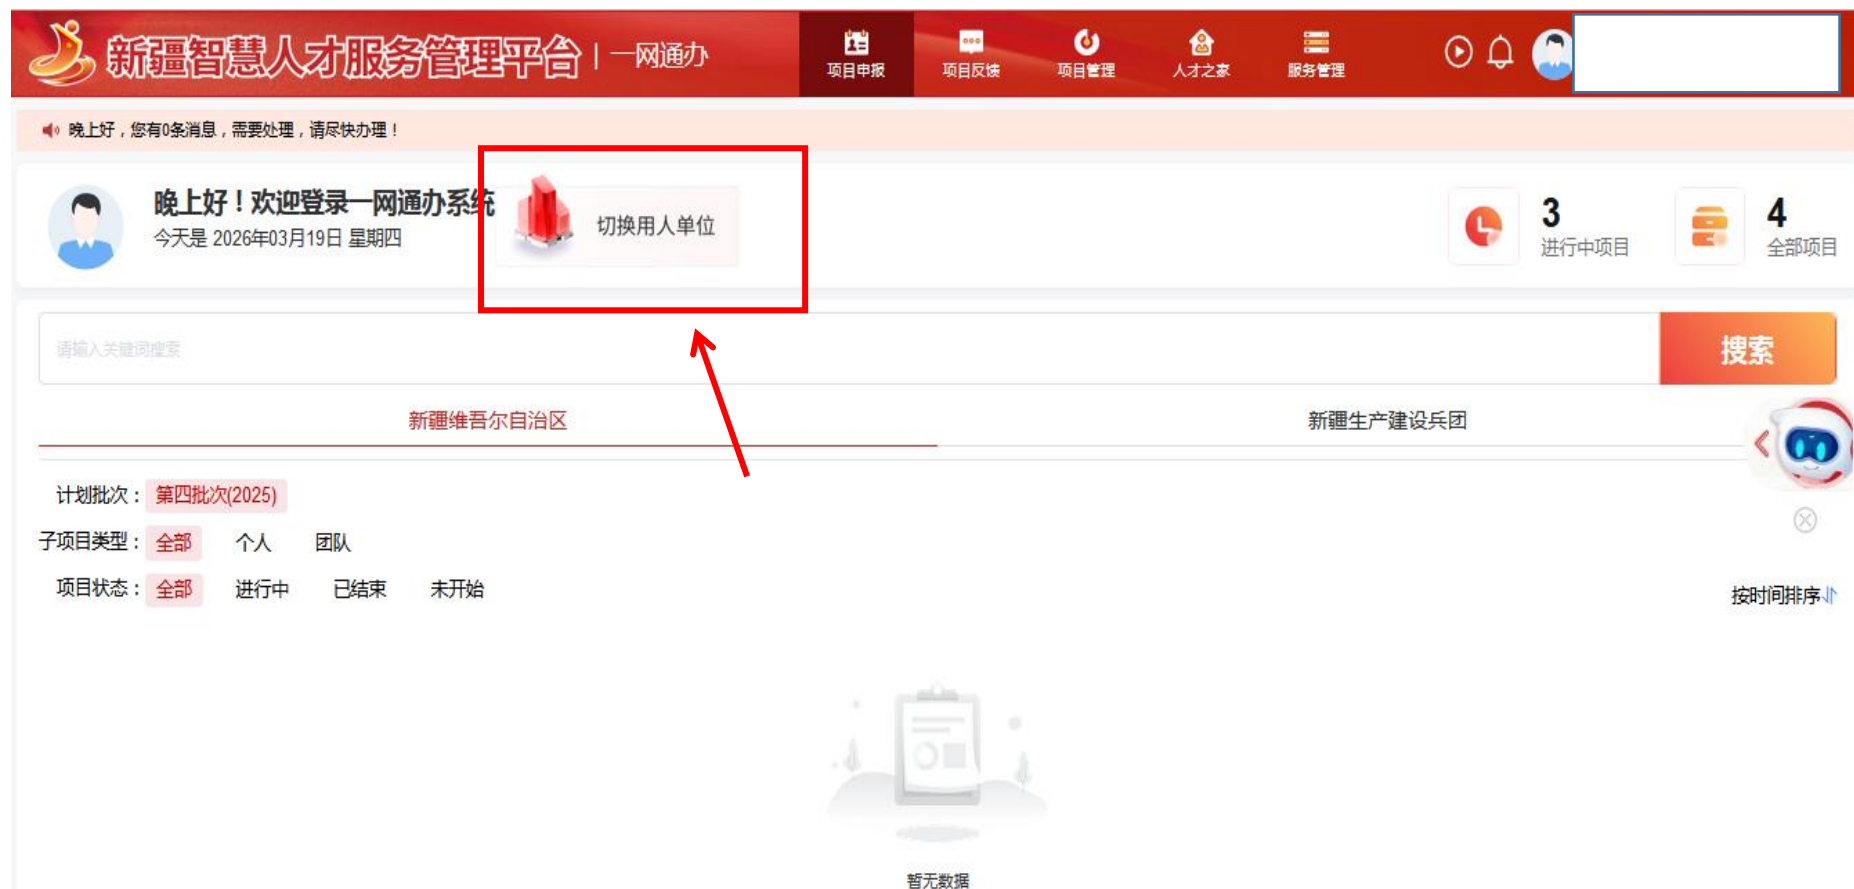 新疆智慧人才服务管理平台 | 一网通办
项目申报 项目反馈 项目管理 人才之家 服务管理
晚上好，您有0条消息，需要处理，请尽快办理！
晚上好！欢迎登录一网通办系统
今天是 2026年03月19日 星期四
切换用人单位
3
进行中项目
4
全部项目
请输入关键词搜索
搜索
新疆维吾尔自治区 新疆生产建设兵团
计划批次： 第四批次(2025)
子项目类型： 全部 个人 团队
项目状态： 全部 进行中 已结束 未开始
按时间排序
暂无数据